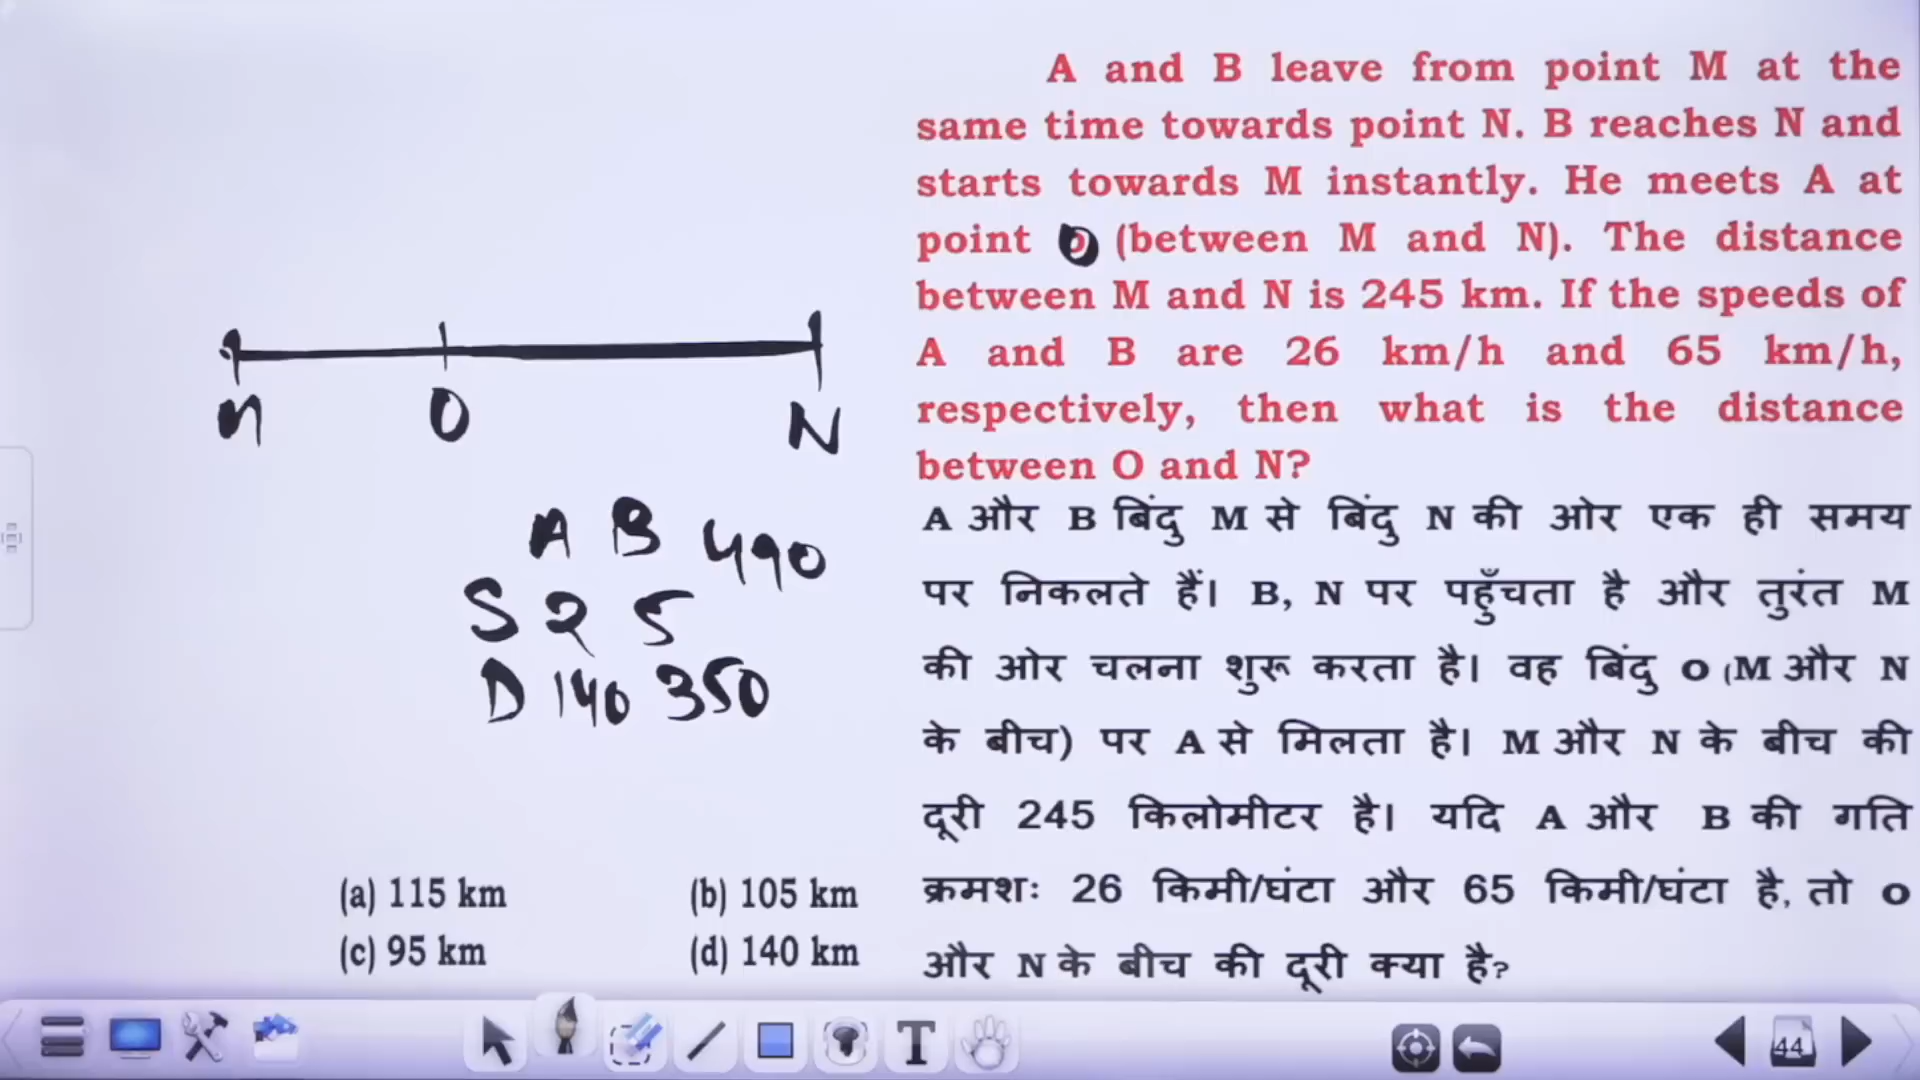 A and B leave from point M at the
same time towards point N. B reaches N and
starts towards M instantly. He meets A at
point O (between M and N). The distance
between M and N is 245 km. If the speeds of
A and B are 26 km/h and 65 km/h,
respectively, then what is the distance
between O and N?
A और B बिंदु M से बिंदु N की ओर एक ही समय
पर निकलते हैं। B, N पर पहुँचता है और तुरंत M
की ओर चलना शुरू करता है। वह बिंदु O (M और N
के बीच) पर A से मिलता है। M और N के बीच की
दूरी 245 किलोमीटर है। यदि A और B की गति
क्रमशः 26 किमी/घंटा और 65 किमी/घंटा है, तो O
और N के बीच की दूरी क्या है?
M O N
A B 490
S 2 5
D 140 350
(a) 115 km (b) 105 km
(c) 95 km (d) 140 km
T
44